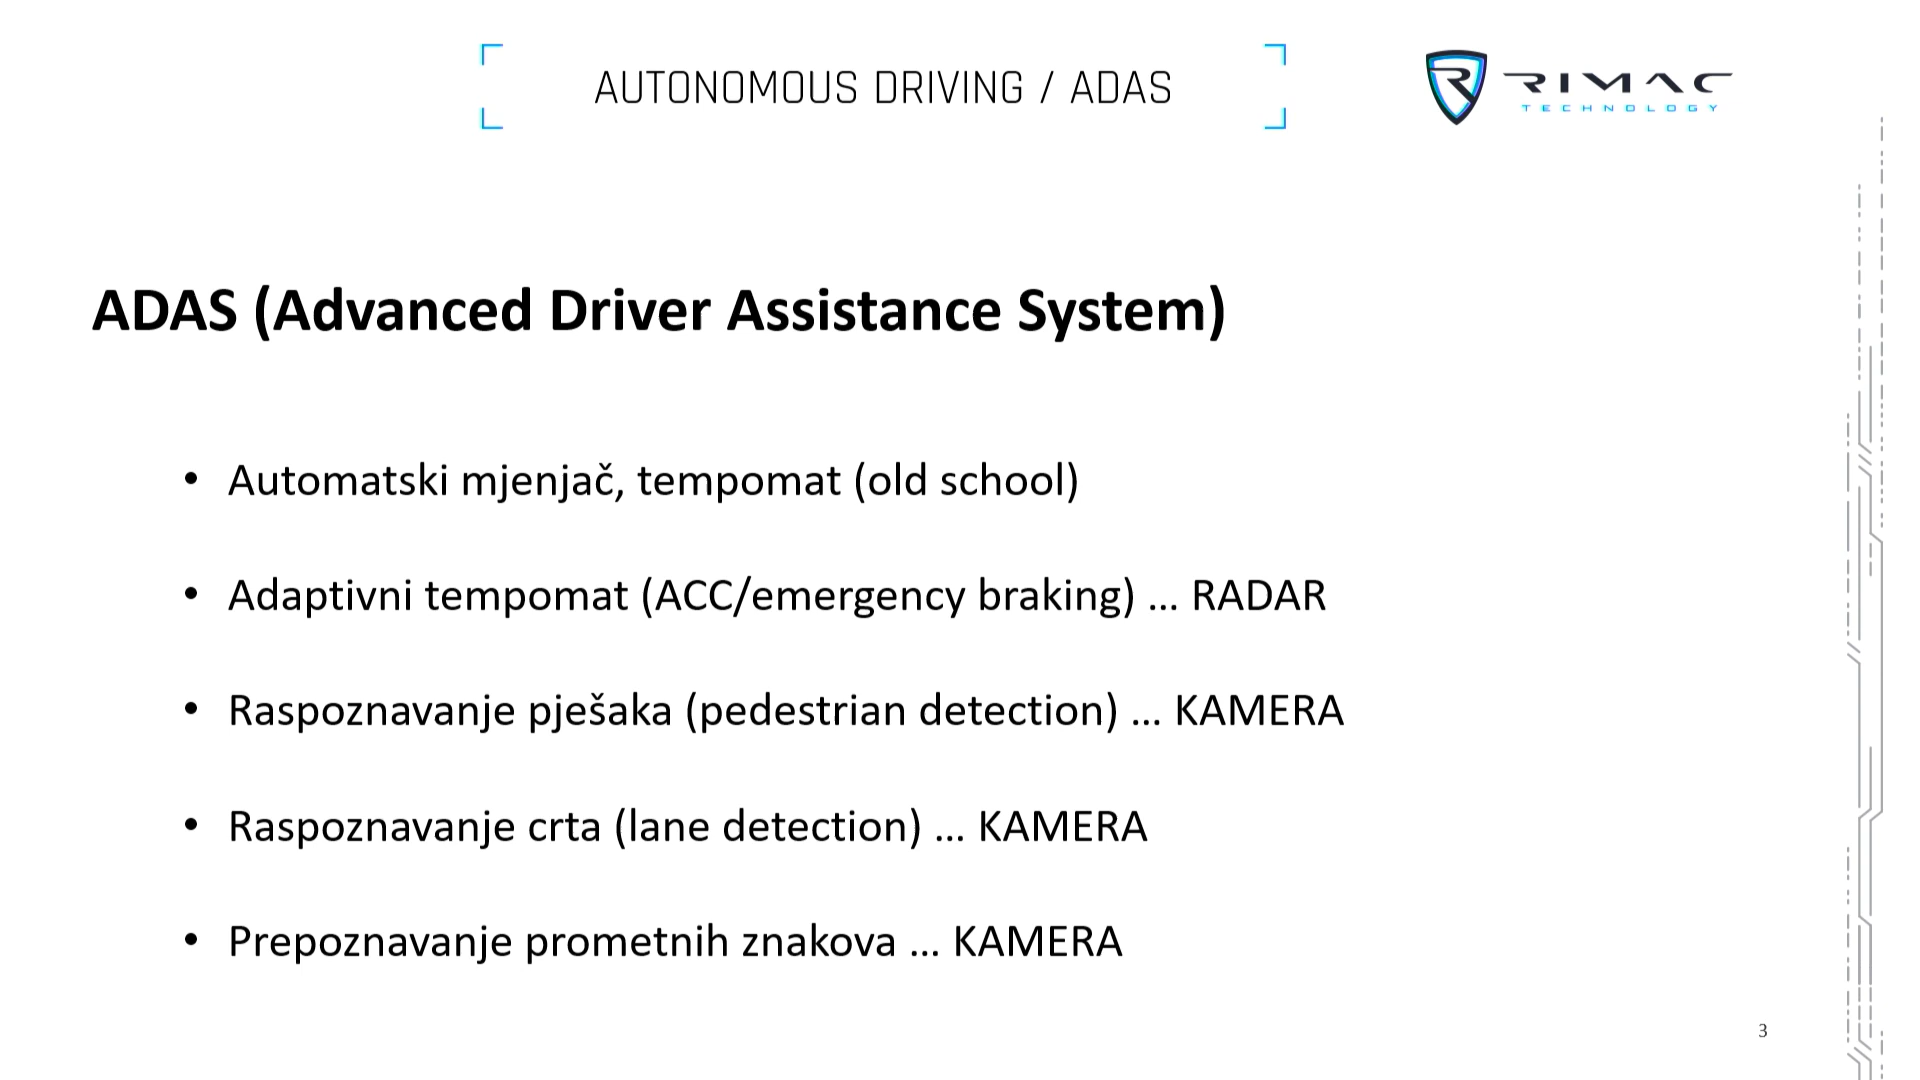 AUTONOMOUS DRIVING / ADAS
RIMAC
TECHNOLOGY
ADAS (Advanced Driver Assistance System)
• Automatski mjenjač, tempomat (old school)
• Adaptivni tempomat (ACC/emergency braking) ... RADAR
• Raspoznavanje pješaka (pedestrian detection) ... KAMERA
• Raspoznavanje crta (lane detection) ... KAMERA
• Prepoznavanje prometnih znakova ... KAMERA
3